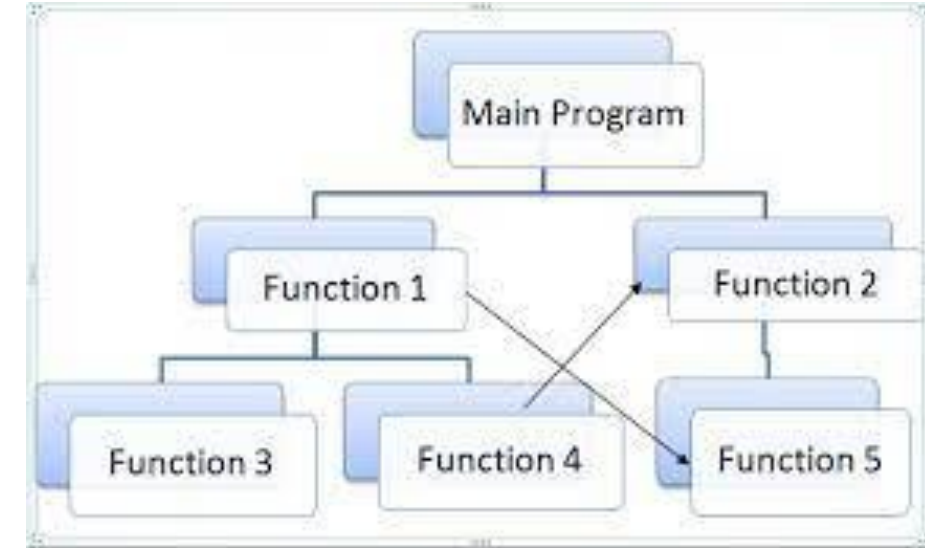 Main Program
Function 1
Function 2
Function 3
Function 4
Function 5